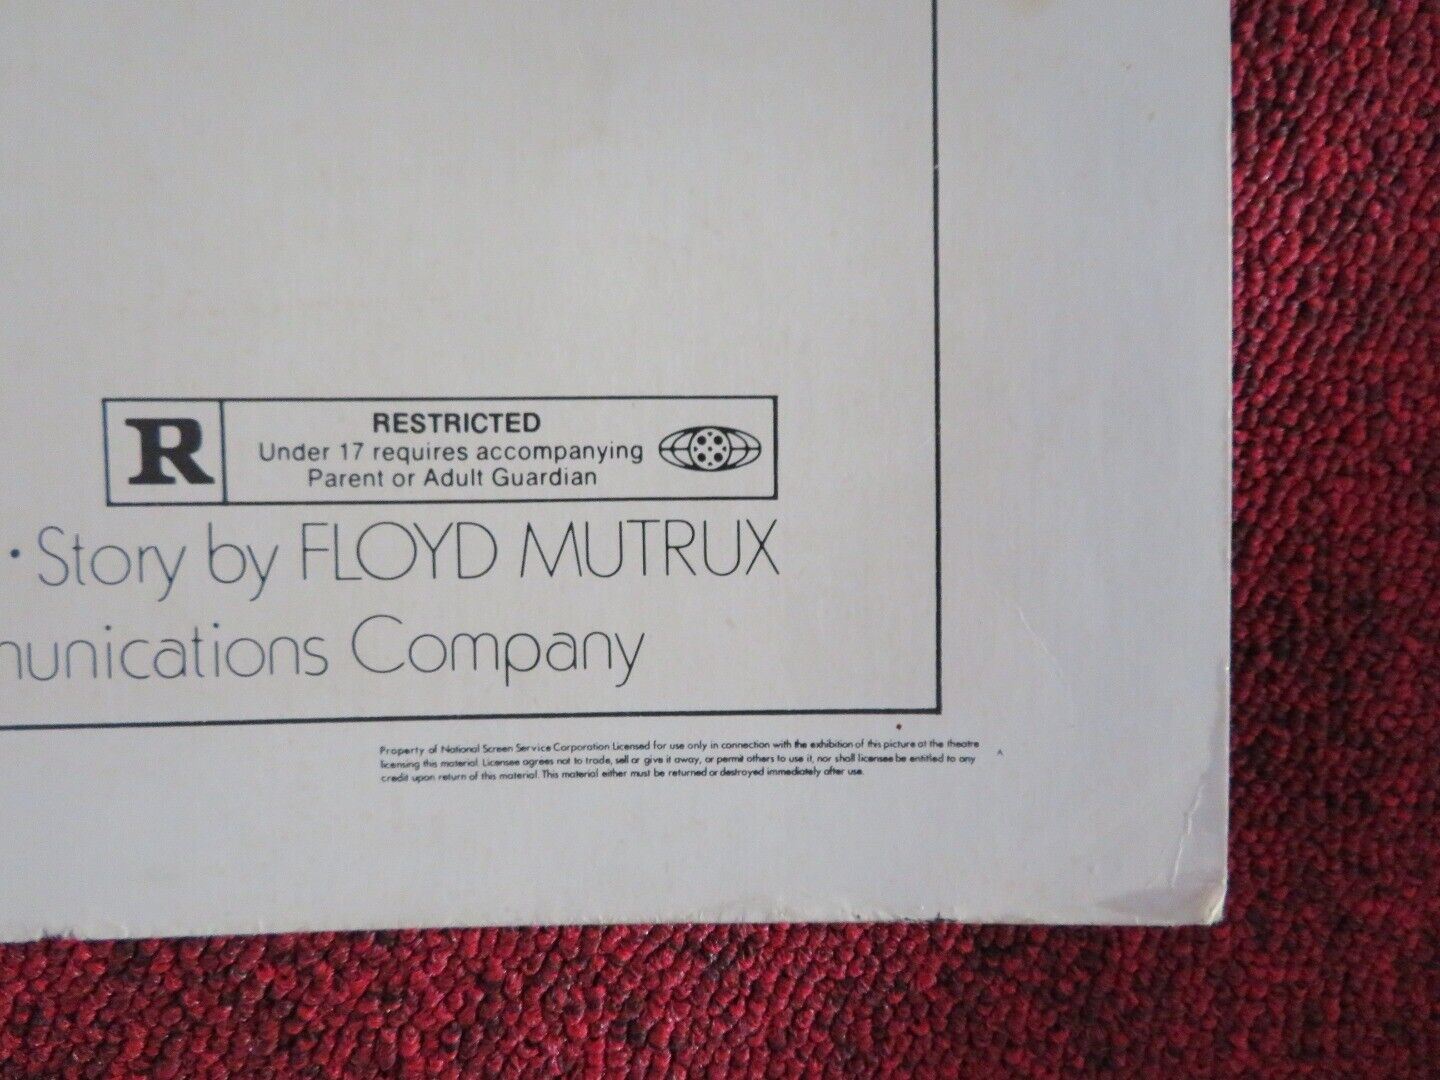 R
RESTRICTED
Under 17 requires accompanying
Parent or Adult Guardian
• Story by FLOYD MUTRUX
unications Company
Property of National Screen Service Corporation Licensed for use only in connection with the exhibition of this picture at the theatre
licensing this material. Licensee agrees not to trade, sell or give it away, or permit others to use it, nor shall licensee be entitled to any
credit upon return of this material. This material either must be returned or destroyed immediately after use.